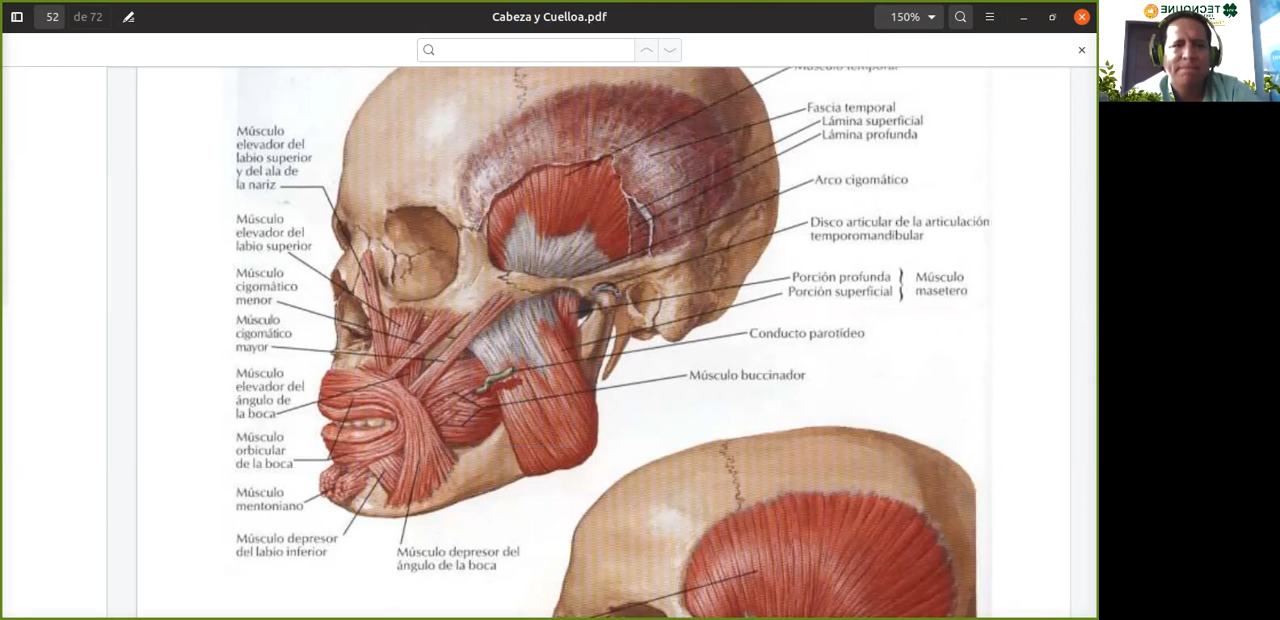 52
de 72
Cabeza y Cuelloa.pdf
150%
Músculo temporal
Fascia temporal
Lámina superficial
Lámina profunda
Arco cigomático
Disco articular de la articulación
temporomandibular
Porción profunda
Porción superficial
Músculo
masetero
Conducto parotídeo
Músculo buccinador
Músculo
elevador del
labio superior
y del ala de
la nariz
Músculo
elevador del
labio superior
Músculo
cigomático
menor
Músculo
cigomático
mayor
Músculo
elevador del
ángulo de
la boca
Músculo
orbicular
de la boca
Músculo
mentoniano
Músculo depresor
del labio inferior
Músculo depresor del
ángulo de la boca
TECNOUNE